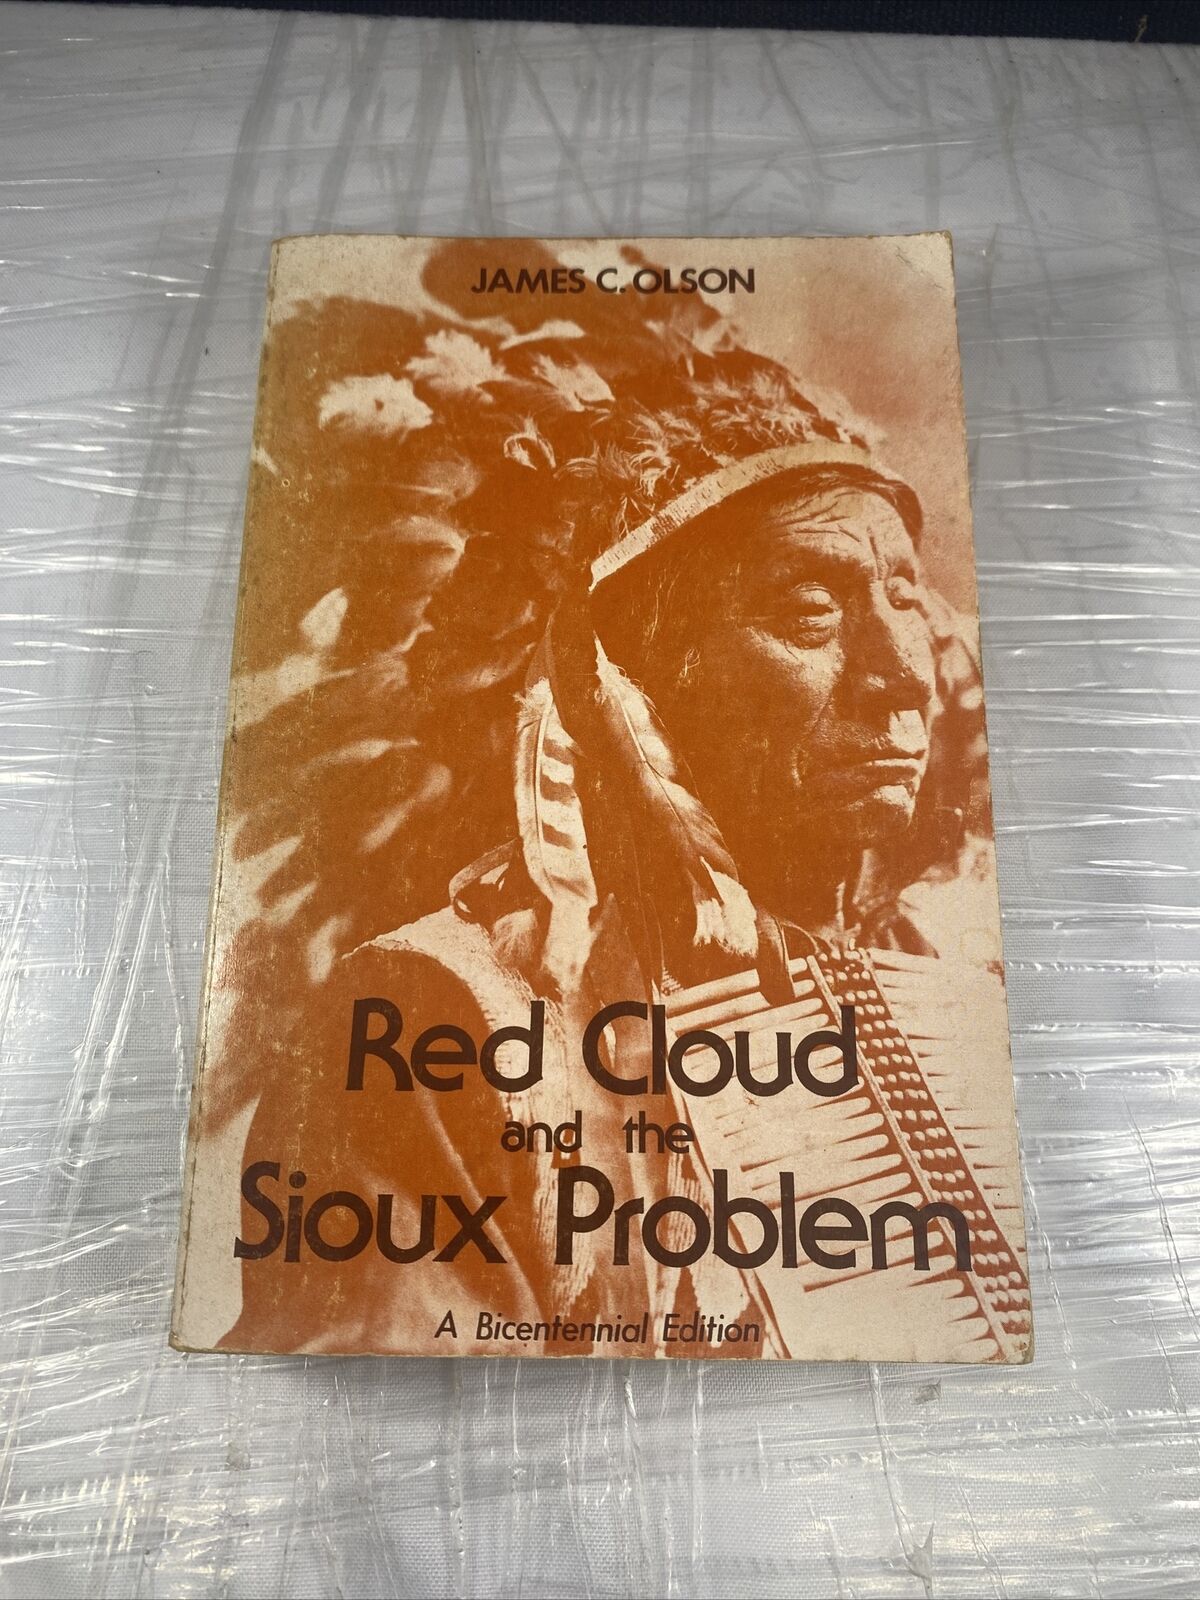 JAMES C. OLSON
Red Cloud
and the
Sioux Problem
A Bicentennial Edition